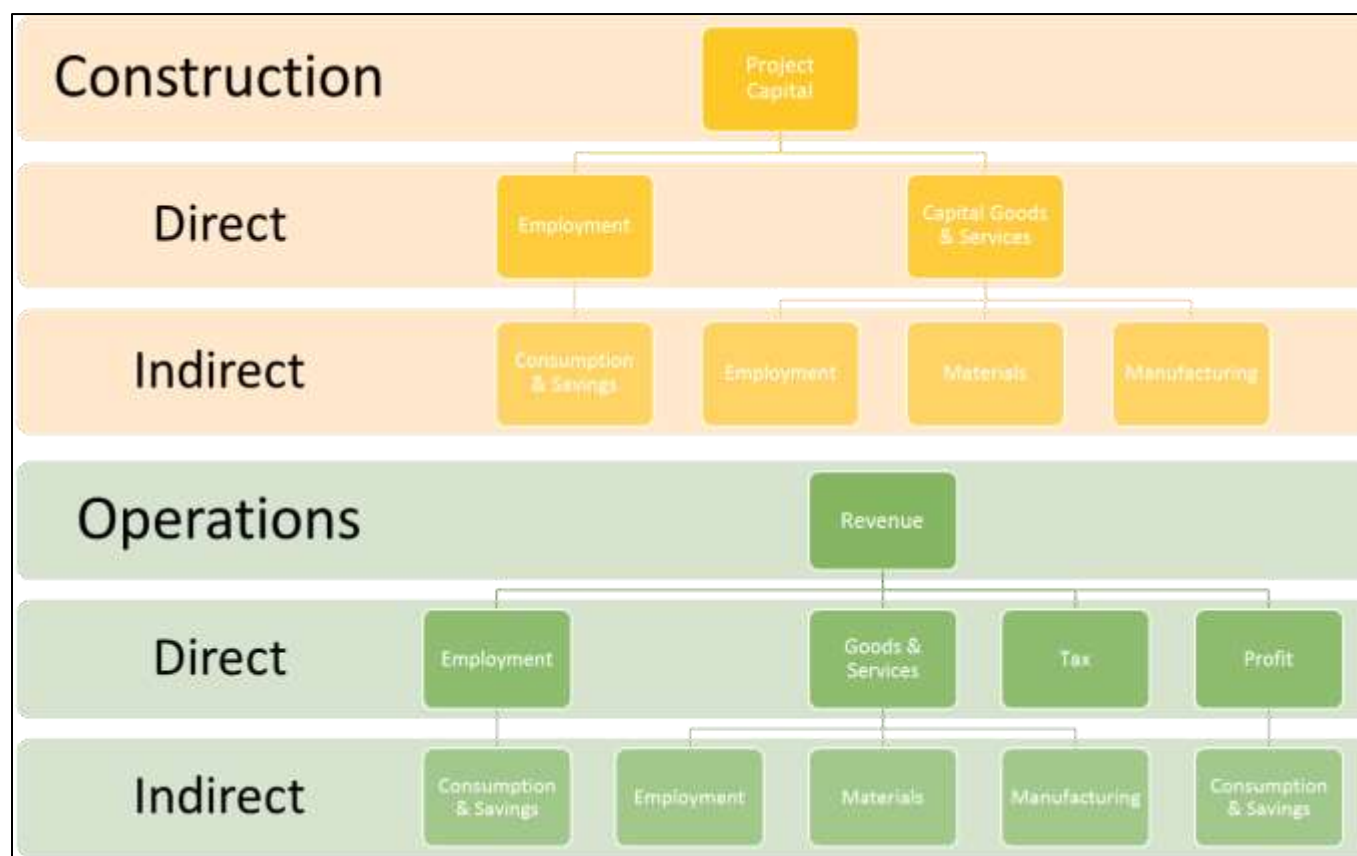 Construction
Project
Capital
Direct
Employment
Capital Goods
& Services
Indirect
Consumption
& Savings
Employment
Materials
Manufacturing
Operations
Revenue
Direct
Employment
Goods &
Services
Tax
Profit
Indirect
Consumption
& Savings
Employment
Materials
Manufacturing
Consumption
& Savings